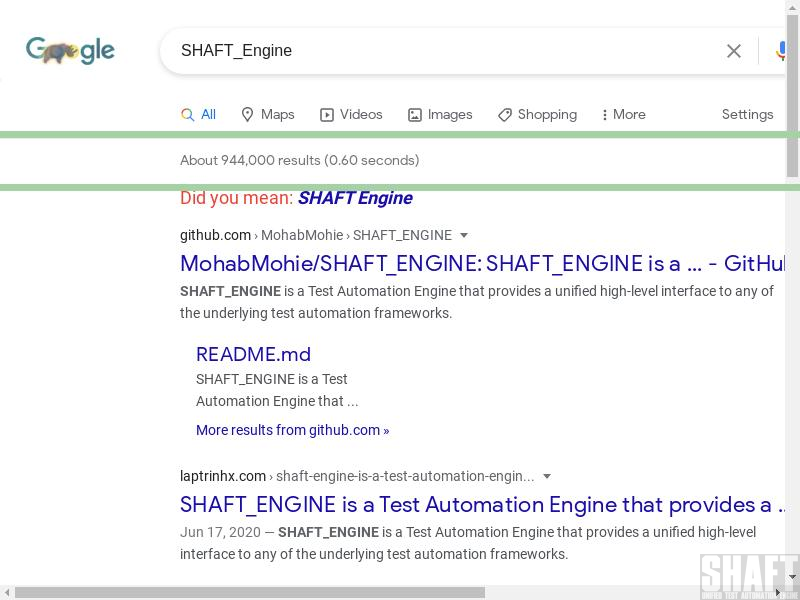 Google
SHAFT_Engine
All Maps Videos Images Shopping More Settings
About 944,000 results (0.60 seconds)
Did you mean: SHAFT Engine
github.com › MohabMohie › SHAFT_ENGINE
MohabMohie/SHAFT_ENGINE: SHAFT_ENGINE is a ... - GitHu
SHAFT_ENGINE is a Test Automation Engine that provides a unified high-level interface to any of
the underlying test automation frameworks.
README.md
SHAFT_ENGINE is a Test
Automation Engine that ...
More results from github.com »
laptrinhx.com › shaft-engine-is-a-test-automation-engin...
SHAFT_ENGINE is a Test Automation Engine that provides a ..
Jun 17, 2020 — SHAFT_ENGINE is a Test Automation Engine that provides a unified high-level
interface to any of the underlying test automation frameworks.
SHAFT
UNIFIED TEST AUTOMATION ENGINE